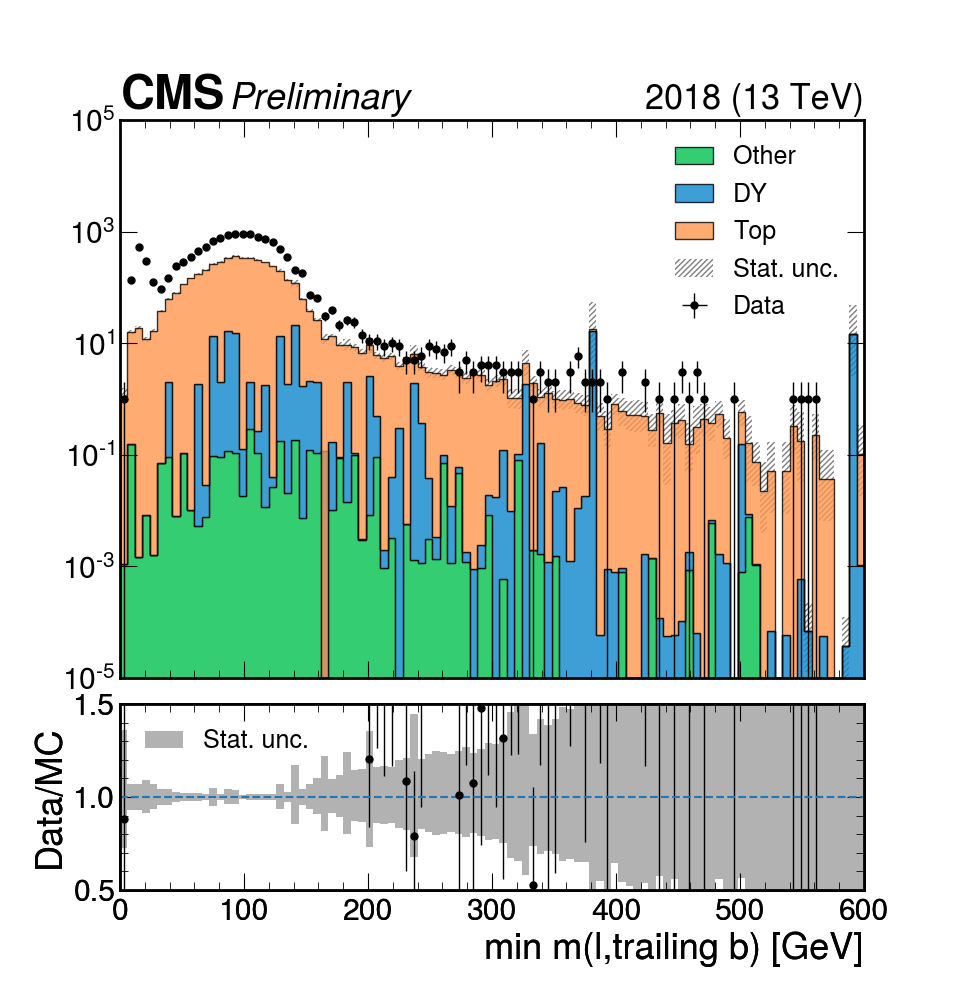 CMS Preliminary 2018 (13 TeV)
10^5
10^3
10^1
10^-1
10^-3
10^-5
Other
DY
Top
Stat. unc.
Data
1.5
1.0
0.5
Data/MC
Stat. unc.
0 100 200 300 400 500 600
min m(l,trailing b) [GeV]